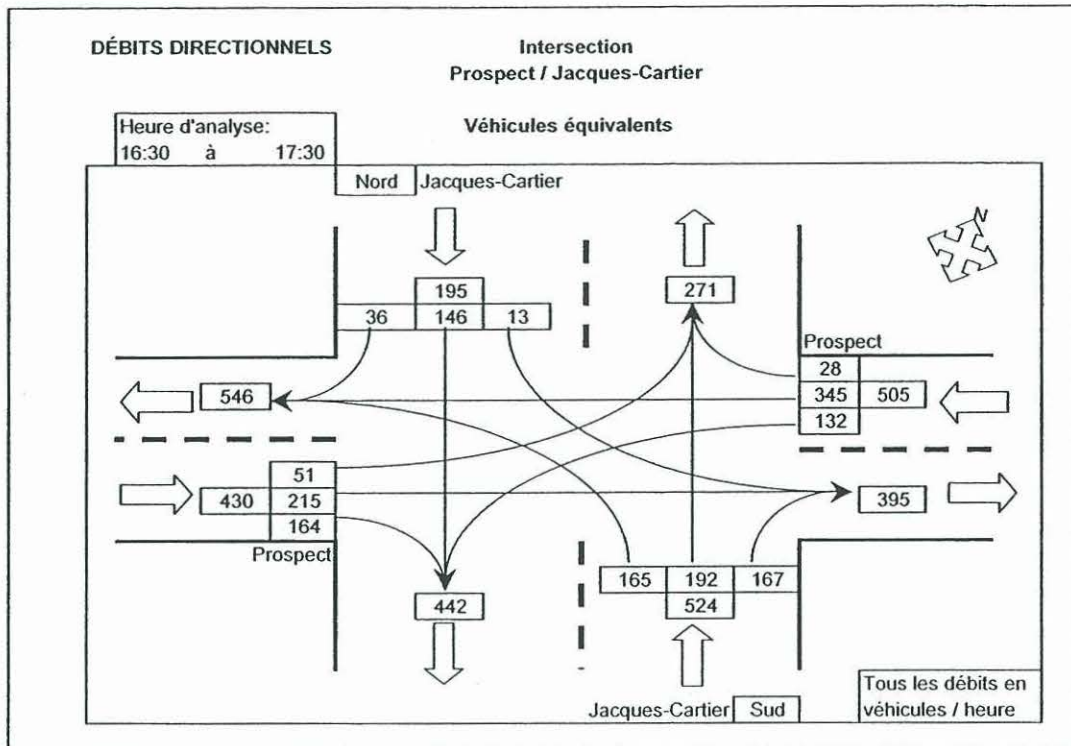 DÉBITS DIRECTIONNELS
Intersection
Prospect / Jacques-Cartier
Heure d'analyse:
16:30 à 17:30
Véhicules équivalents
Nord Jacques-Cartier
N
195
36 146 13
271
Prospect
28
345 505
132
546
51
430 215
164
Prospect
395
442
165 192 167
524
Jacques-Cartier Sud
Tous les débits en
véhicules / heure